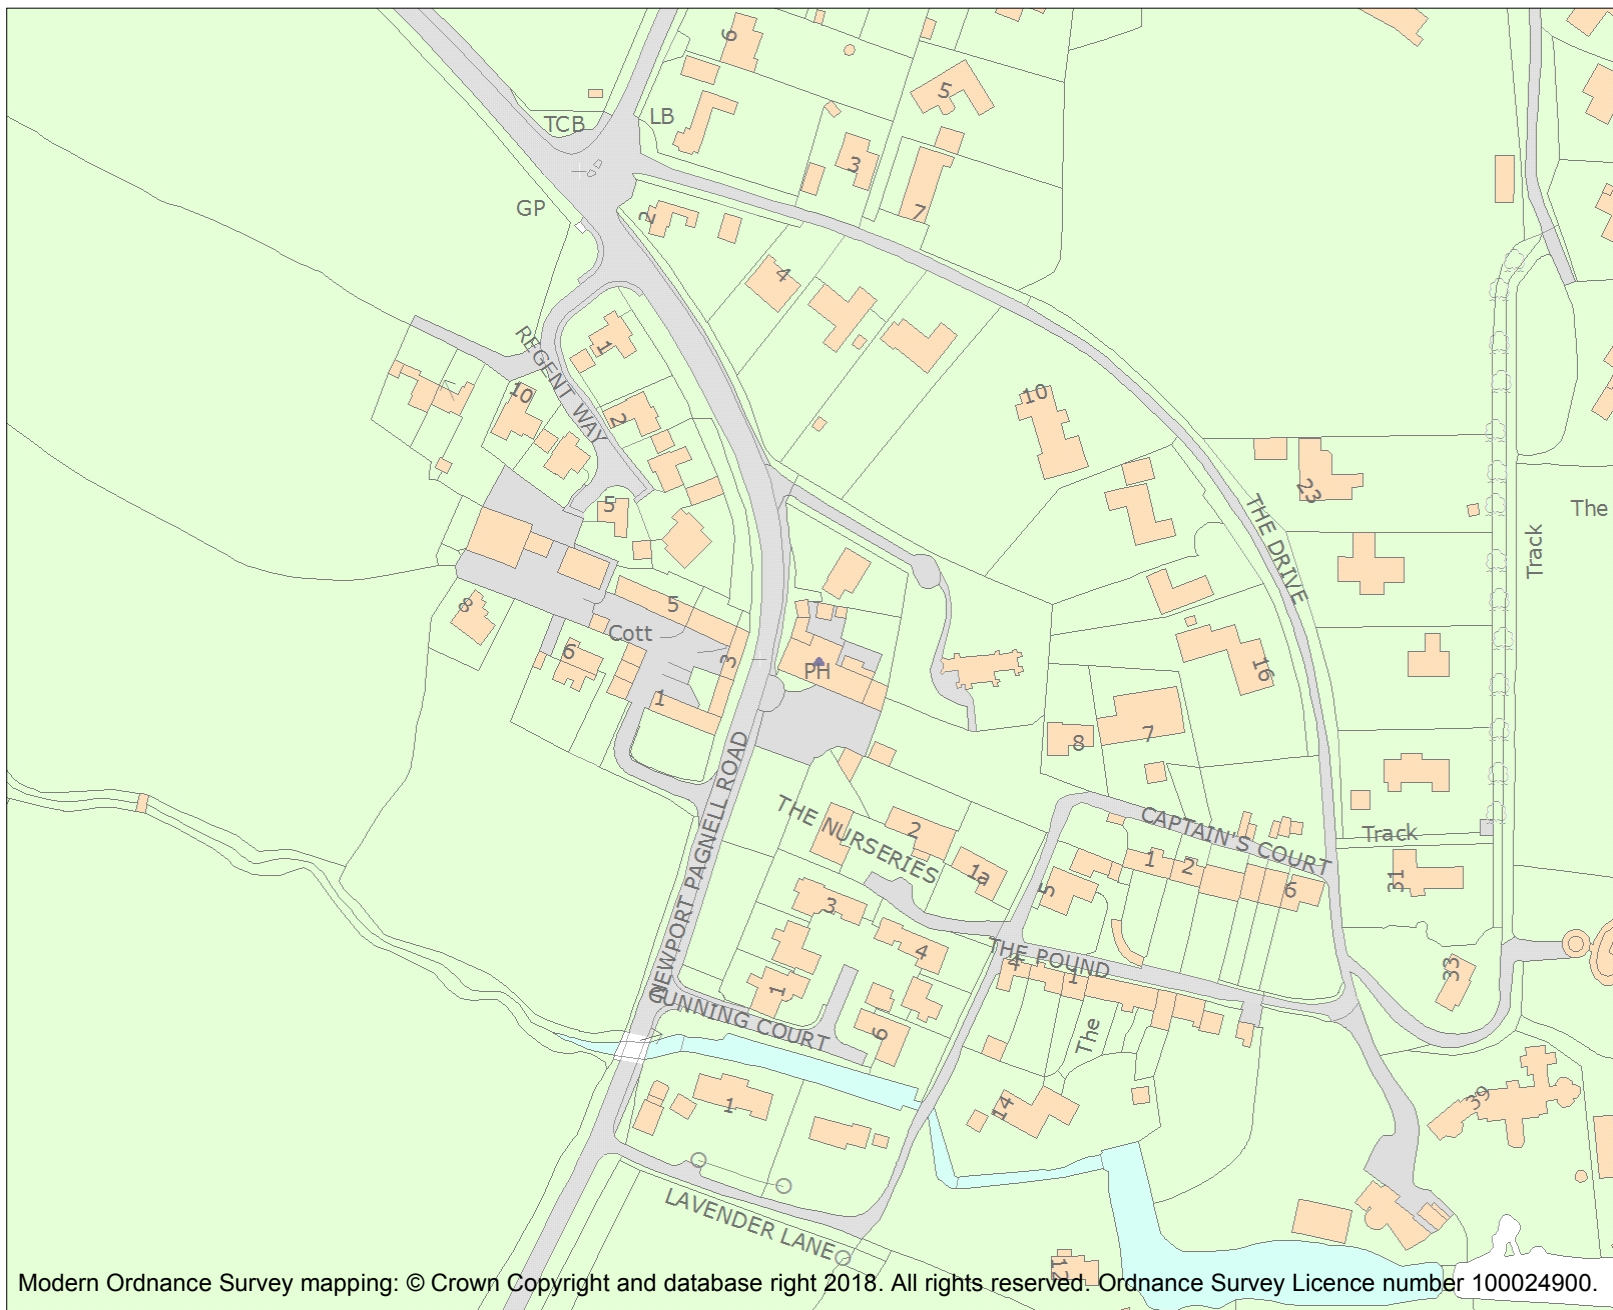 9
TCB
LB
5
3
7
GP
2
4
REGENT WAY
1
10
2
10
5
23
THE DRIVE
The
Track
8
5
Cott
6
3
1
PH
16
8
7
NEWPORT PAGNELL ROAD
THE NURSERIES
2
1a
CAPTAIN'S COURT
Track
1
2
6
5
31
3
4
THE POUND
4
1
33
1
GUNNING COURT
6
The
1
14
39
LAVENDER LANE
12
Modern Ordnance Survey mapping: © Crown Copyright and database right 2018. All rights reserved. Ordnance Survey Licence number 100024900.